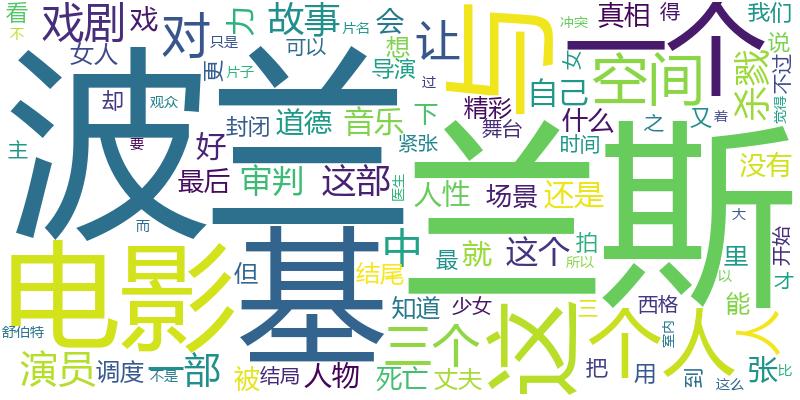 看
不
戏剧
戏
女人
对
只是
更
力
片子
故事
片名
可以
会
想
导演
让
过
与
冲突
女
真相
得
一个
我们
说
不过
觉得
杀戮
空间
自己
精彩
舞台
紧张
下
什么
之
又
着
时间
波兰
却
观众
要
封闭
道德
音乐
主
好
最后
审判
这部
医生
人性
场景
还是
兰
斯
没有
而
基
中
最
就
这个
拍
所以
大
里
开始
才
以
能
电影
但
结尾
知道
少女
三
西格
室内
舒伯特
演员
调度
不是
一部
被
结局
人物
三个
死亡
丈夫
这
个人
人
把
用
到
这么
张
比